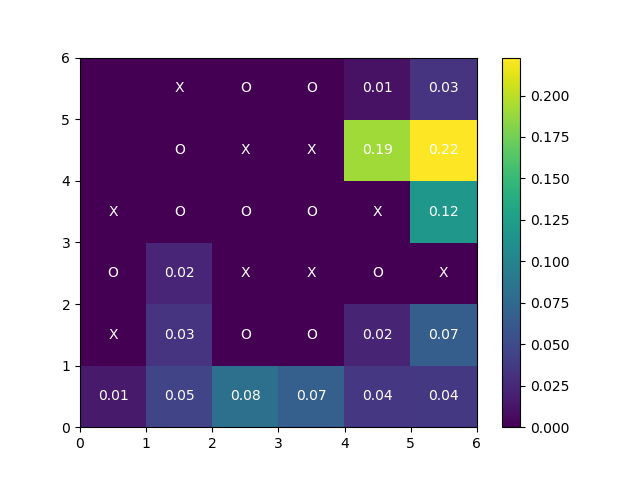 6
X O O 0.01 0.03
5
O X X 0.19 0.22
4
X O O O X 0.12
3
O 0.02 X X O X
2
X 0.03 O O 0.02 0.07
1
0.01 0.05 0.08 0.07 0.04 0.04
0
0 1 2 3 4 5 6
0.200
0.175
0.150
0.125
0.100
0.075
0.050
0.025
0.000